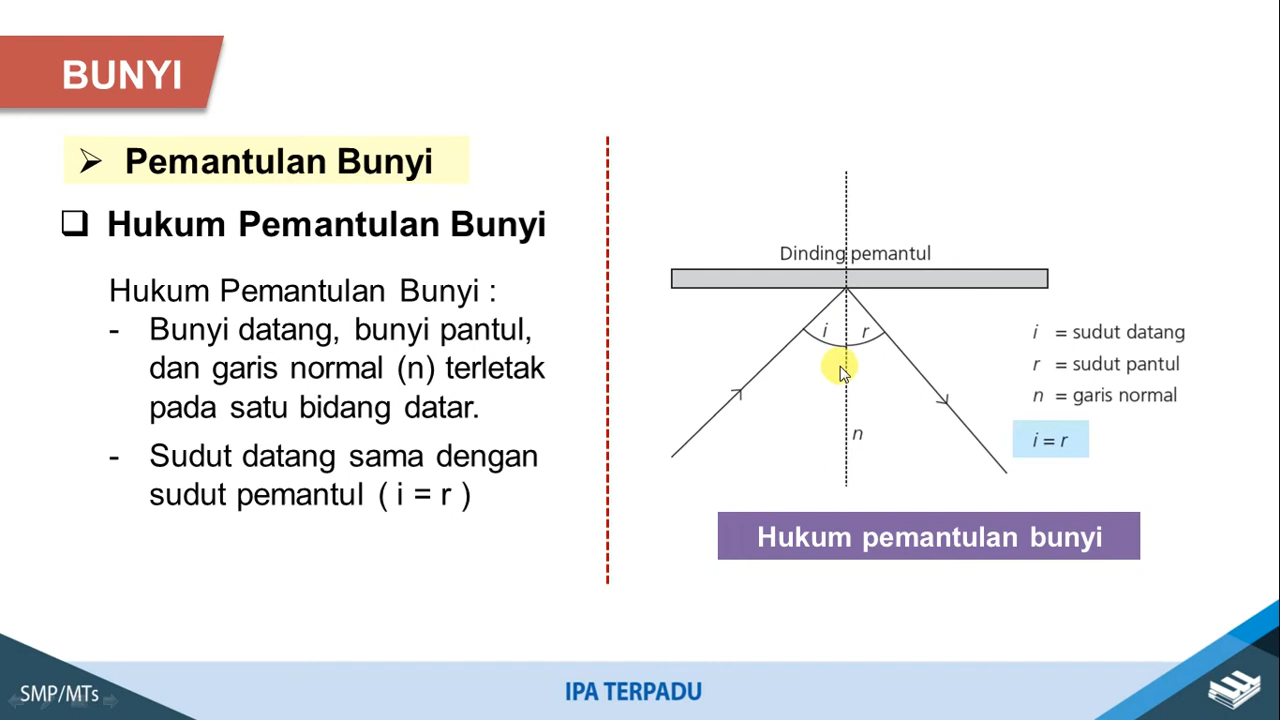 BUNYI
Pemantulan Bunyi
Hukum Pemantulan Bunyi
Hukum Pemantulan Bunyi :
- Bunyi datang, bunyi pantul,
dan garis normal (n) terletak
pada satu bidang datar.
- Sudut datang sama dengan
sudut pemantul ( i = r )
Dinding pemantul
i r
n
i = sudut datang
r = sudut pantul
n = garis normal
i = r
Hukum pemantulan bunyi
SMP/MTs
IPA TERPADU